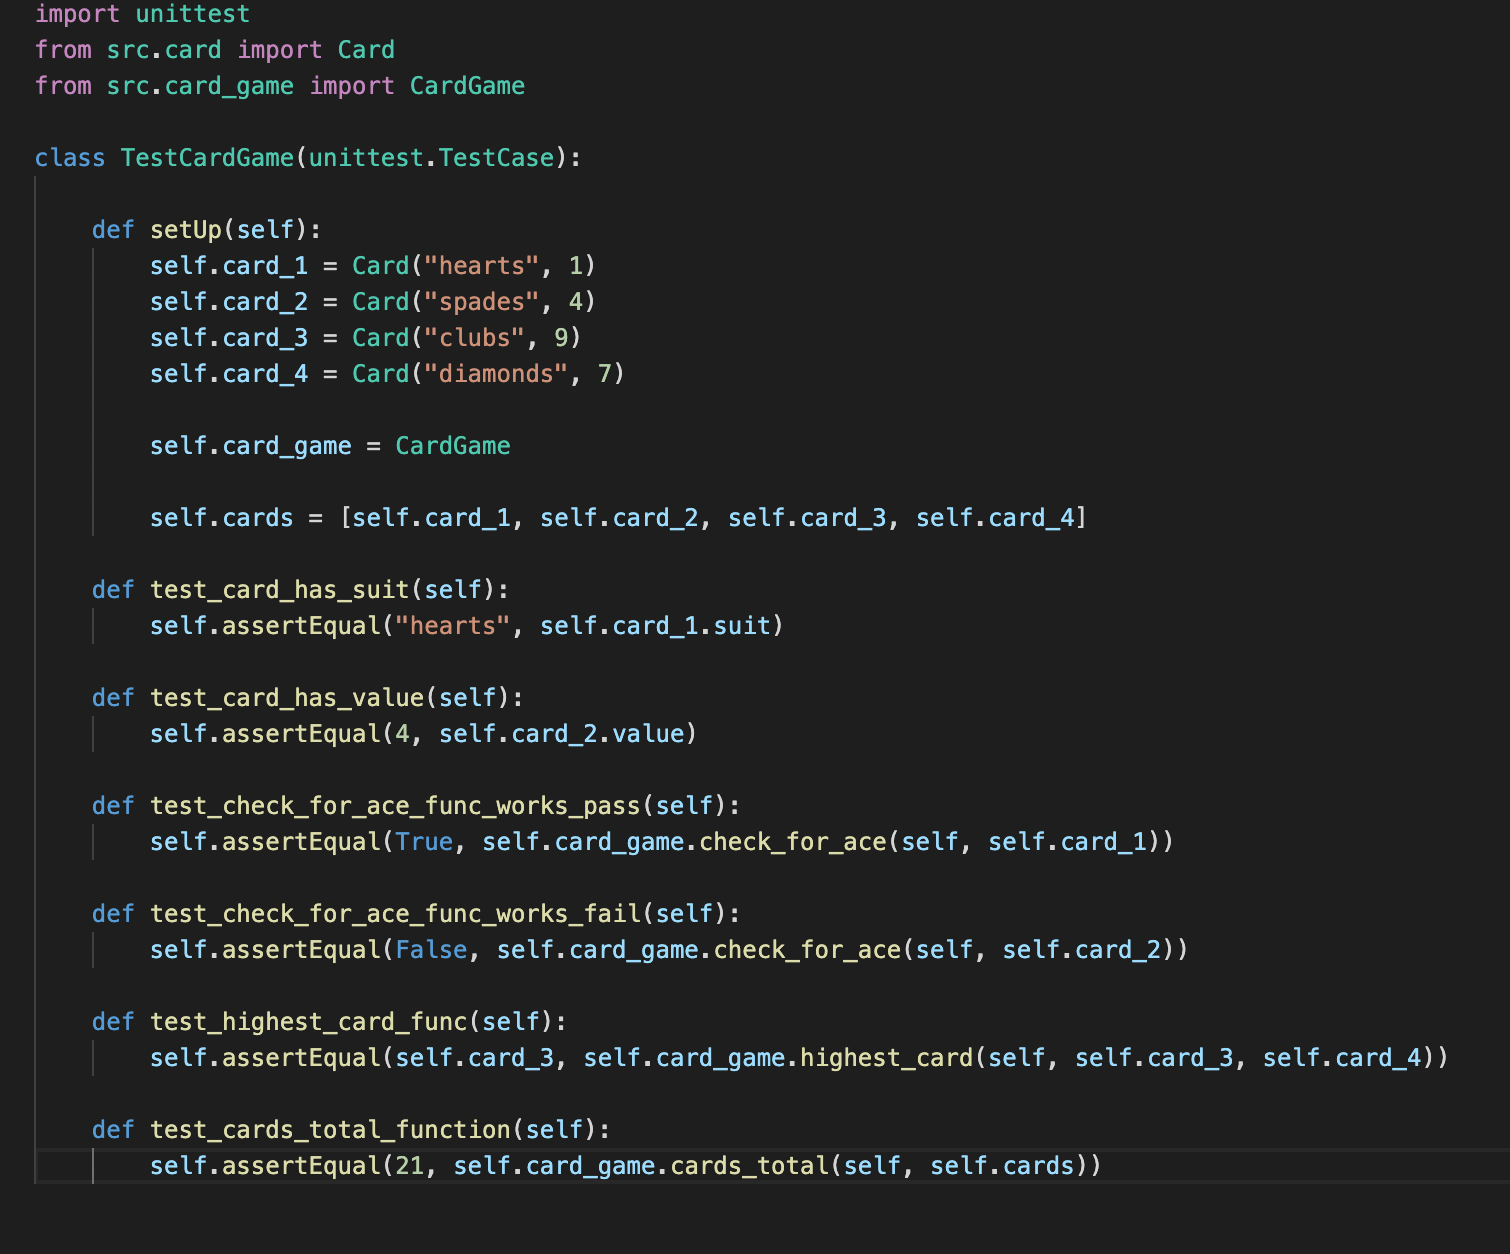 import unittest
from src.card import Card
from src.card_game import CardGame

class TestCardGame(unittest.TestCase):

    def setUp(self):
        self.card_1 = Card("hearts", 1)
        self.card_2 = Card("spades", 4)
        self.card_3 = Card("clubs", 9)
        self.card_4 = Card("diamonds", 7)

        self.card_game = CardGame

        self.cards = [self.card_1, self.card_2, self.card_3, self.card_4]

    def test_card_has_suit(self):
        self.assertEqual("hearts", self.card_1.suit)

    def test_card_has_value(self):
        self.assertEqual(4, self.card_2.value)

    def test_check_for_ace_func_works_pass(self):
        self.assertEqual(True, self.card_game.check_for_ace(self, self.card_1))

    def test_check_for_ace_func_works_fail(self):
        self.assertEqual(False, self.card_game.check_for_ace(self, self.card_2))

    def test_highest_card_func(self):
        self.assertEqual(self.card_3, self.card_game.highest_card(self, self.card_3, self.card_4))

    def test_cards_total_function(self):
        self.assertEqual(21, self.card_game.cards_total(self, self.cards))